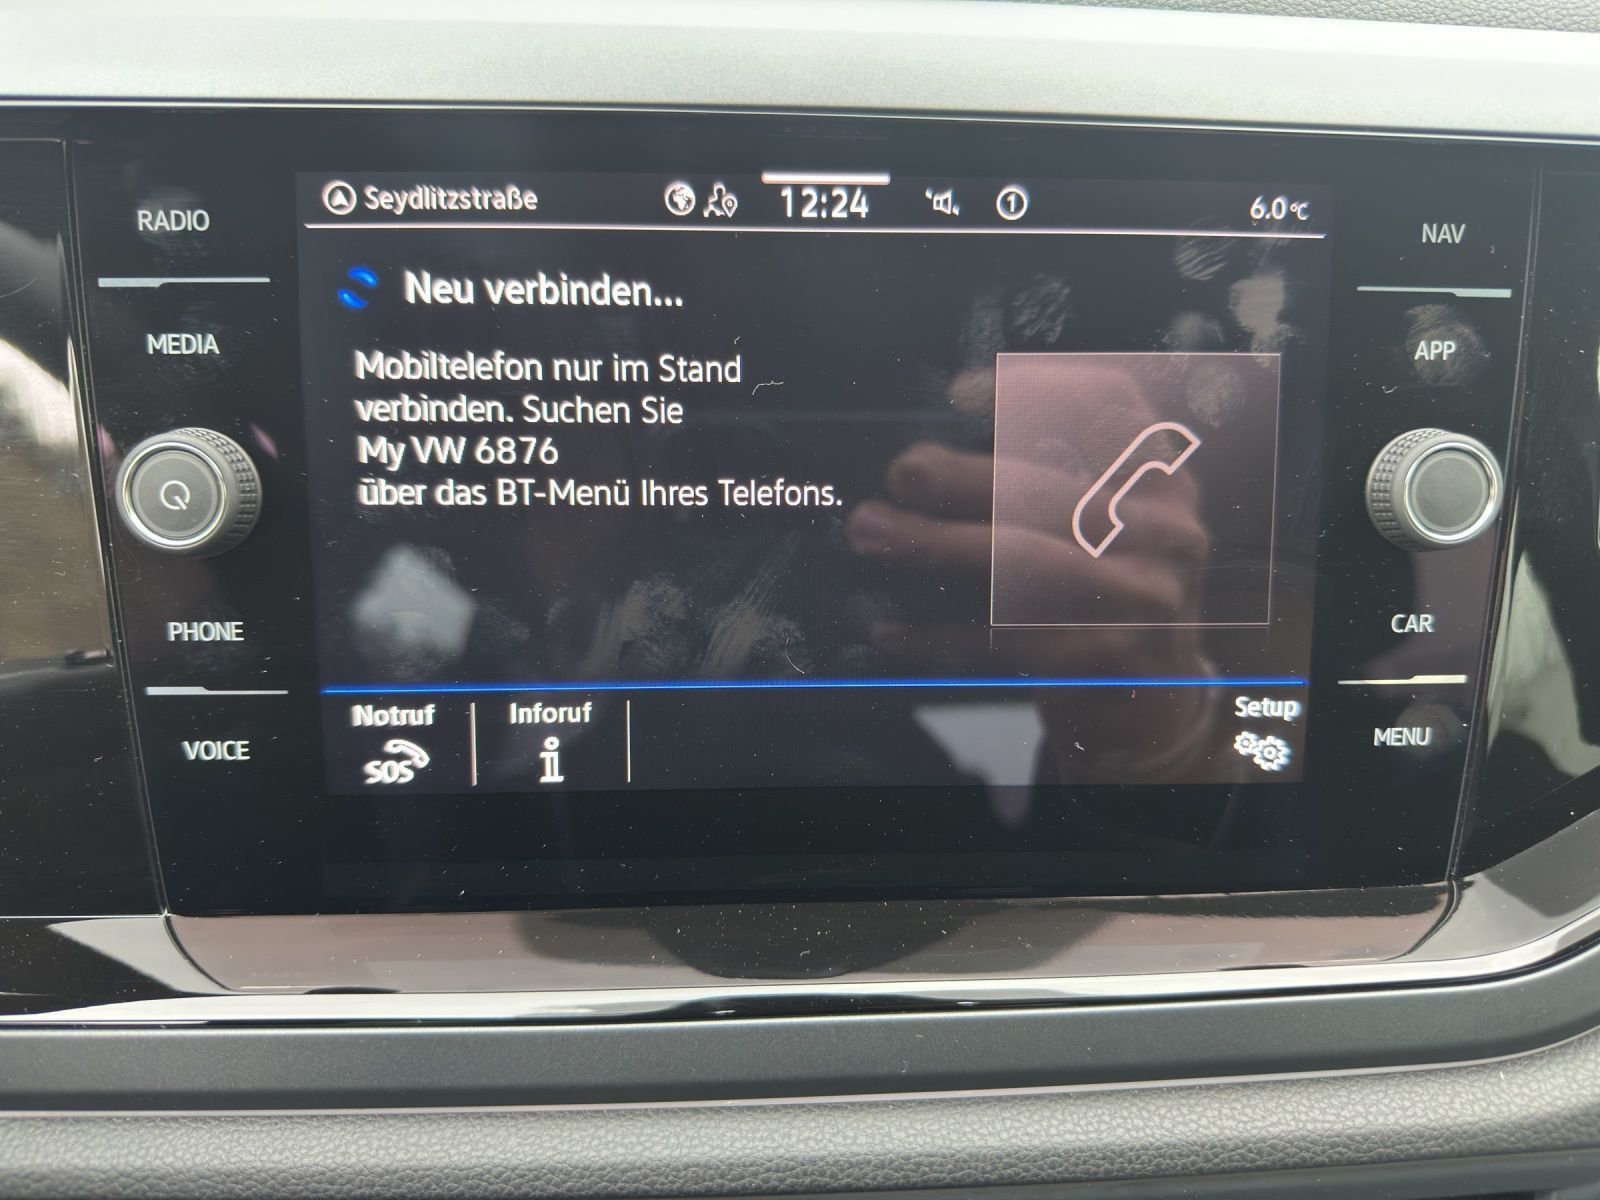 Seydlitzstraße 12:24 1 6.0°C
RADIO
NAV
Neu verbinden...
MEDIA
APP
Mobiltelefon nur im Stand
verbinden. Suchen Sie
My VW 6876
über das BT-Menü Ihres Telefons.
PHONE
CAR
Notruf Inforuf Setup
SOS i
VOICE
MENU